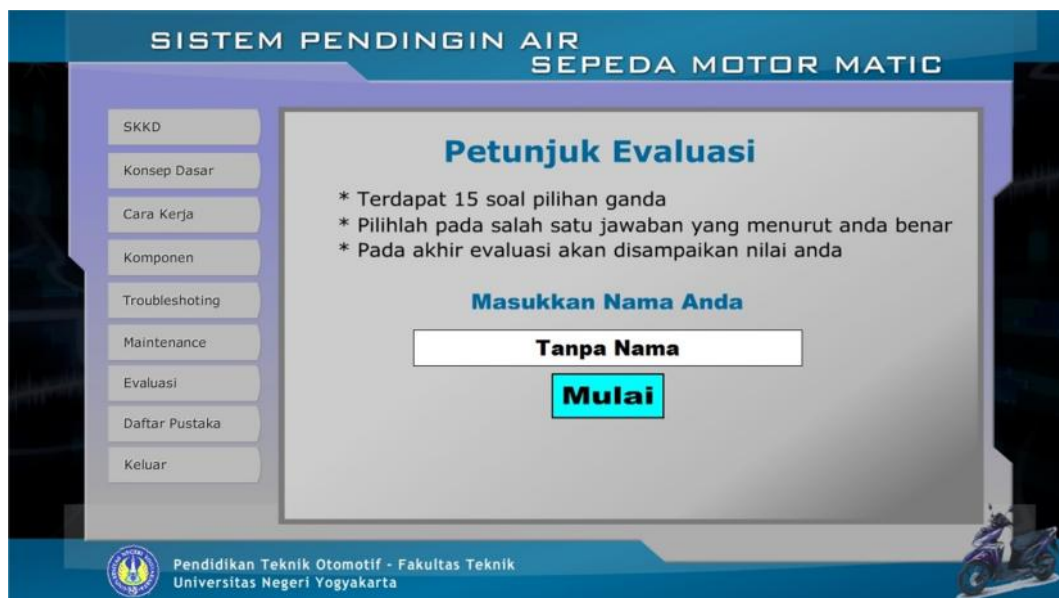 SISTEM PENDINGIN AIR
SEPEDA MOTOR MATIC
SKKD
Konsep Dasar
Cara Kerja
Komponen
Troubleshoting
Maintenance
Evaluasi
Daftar Pustaka
Keluar
Petunjuk Evaluasi
* Terdapat 15 soal pilihan ganda
* Pilihlah pada salah satu jawaban yang menurut anda benar
* Pada akhir evaluasi akan disampaikan nilai anda
Masukkan Nama Anda
Tanpa Nama
Mulai
Pendidikan Teknik Otomotif - Fakultas Teknik
Universitas Negeri Yogyakarta